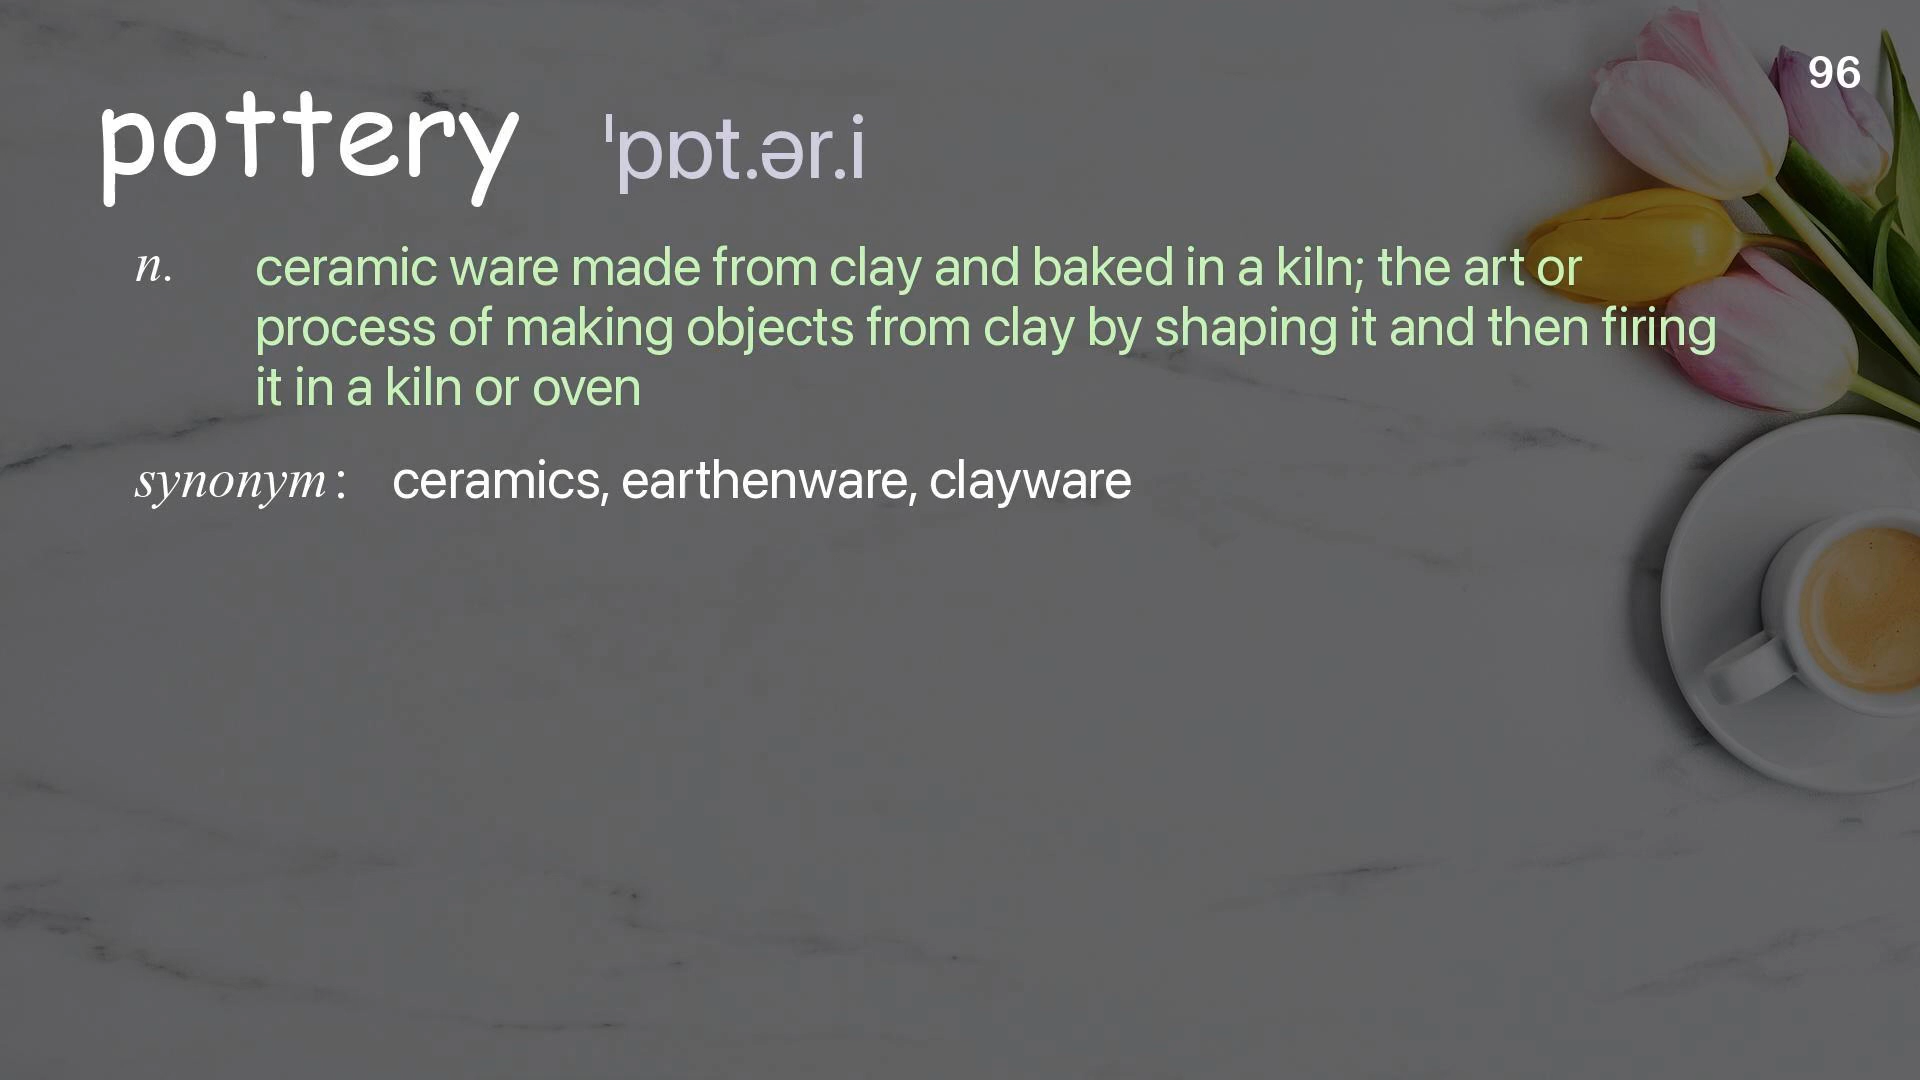 96
pottery ˈpɒt.ər.i
n. ceramic ware made from clay and baked in a kiln; the art or
process of making objects from clay by shaping it and then firing
it in a kiln or oven
synonym: ceramics, earthenware, clayware